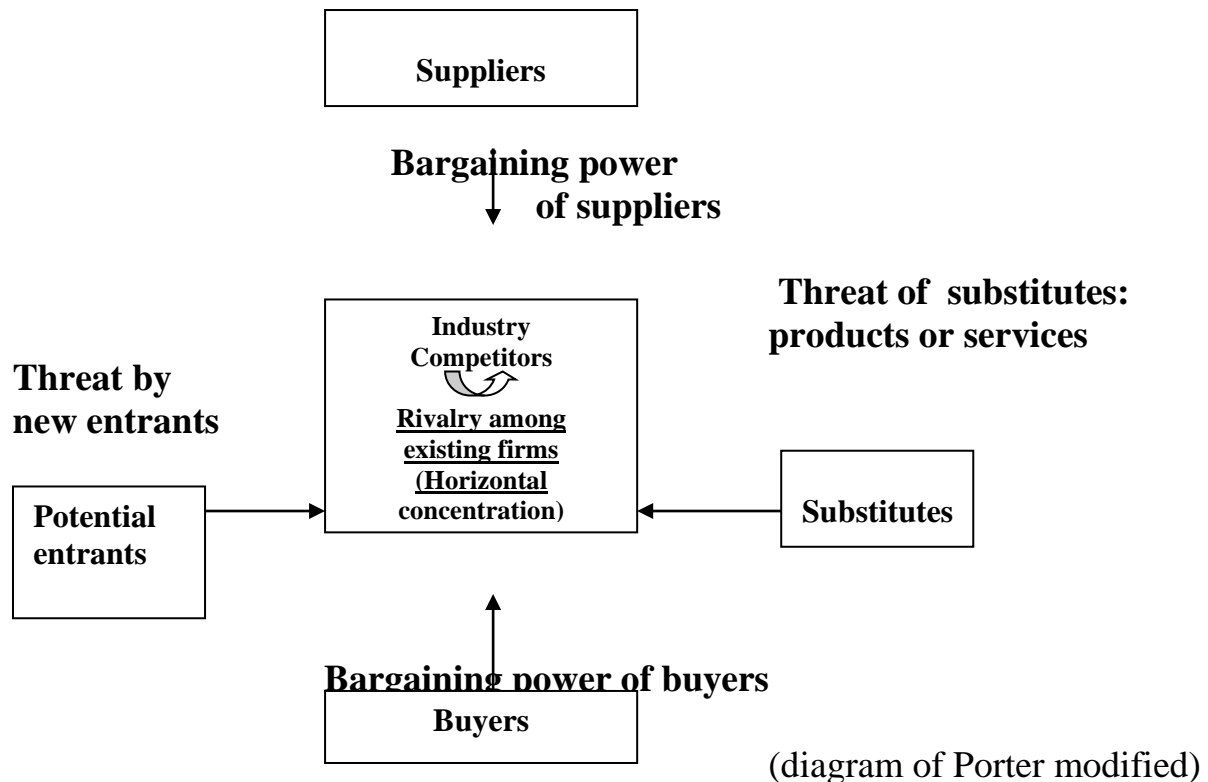 Suppliers
Bargaining power
of suppliers
Threat of substitutes:
products or services
Industry
Competitors
Rivalry among
existing firms
(Horizontal
concentration)
Threat by
new entrants
Potential
entrants
Substitutes
Bargaining power of buyers
Buyers
(diagram of Porter modified)